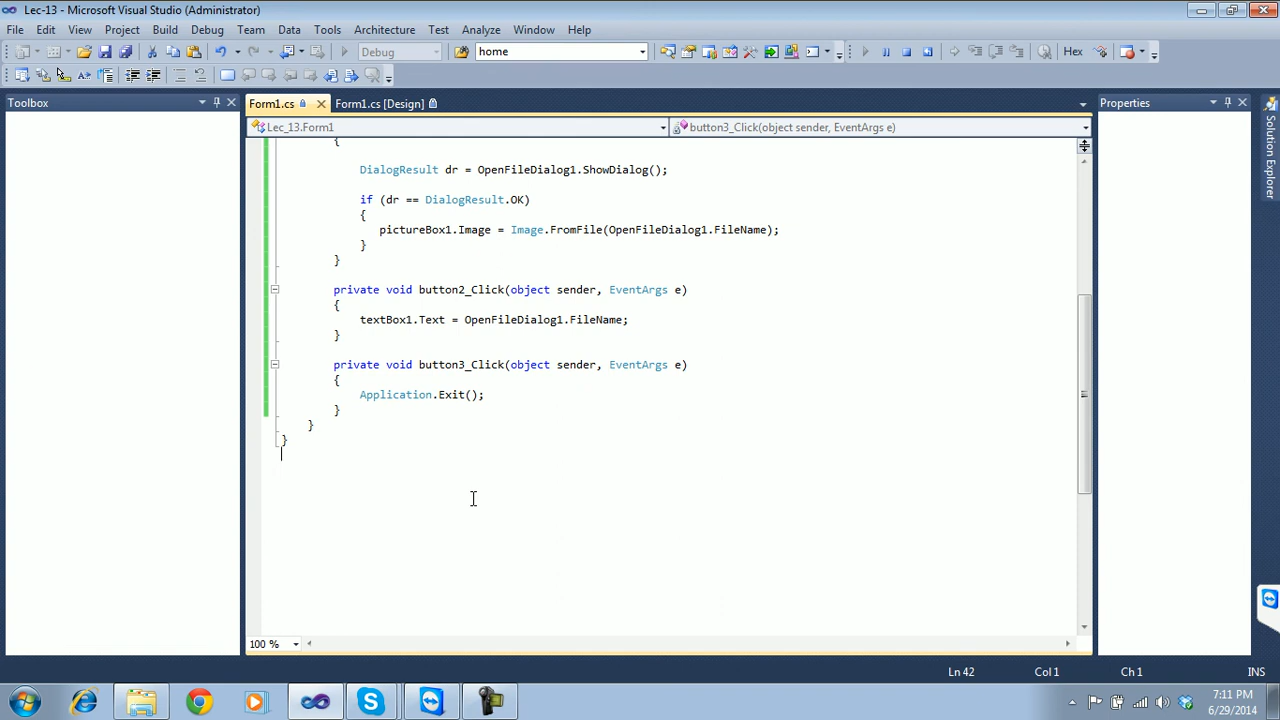 Lec-13 - Microsoft Visual Studio (Administrator)
File Edit View Project Build Debug Team Data Tools Architecture Test Analyze Window Help
Debug home Hex
Toolbox
Form1.cs
Form1.cs [Design]
Properties
Solution Explorer
Lec_13.Form1
button3_Click(object sender, EventArgs e)
{
DialogResult dr = OpenFileDialog1.ShowDialog();
if (dr == DialogResult.OK)
{
pictureBox1.Image = Image.FromFile(OpenFileDialog1.FileName);
}
}
private void button2_Click(object sender, EventArgs e)
{
textBox1.Text = OpenFileDialog1.FileName;
}
private void button3_Click(object sender, EventArgs e)
{
Application.Exit();
}
}
}
100 %
Ln 42 Col 1 Ch 1 INS
7:11 PM
6/29/2014